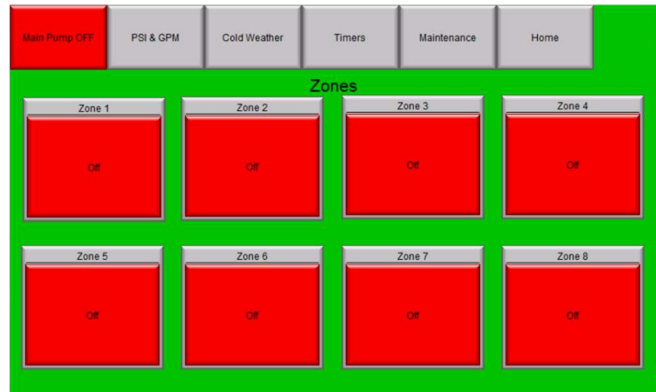 Main Pump OFF
PSI & GPM
Cold Weather
Timers
Maintenance
Home
Zones
Zone 1
Zone 2
Zone 3
Zone 4
Off
Off
Off
Off
Zone 5
Zone 6
Zone 7
Zone 8
Off
Off
Off
Off